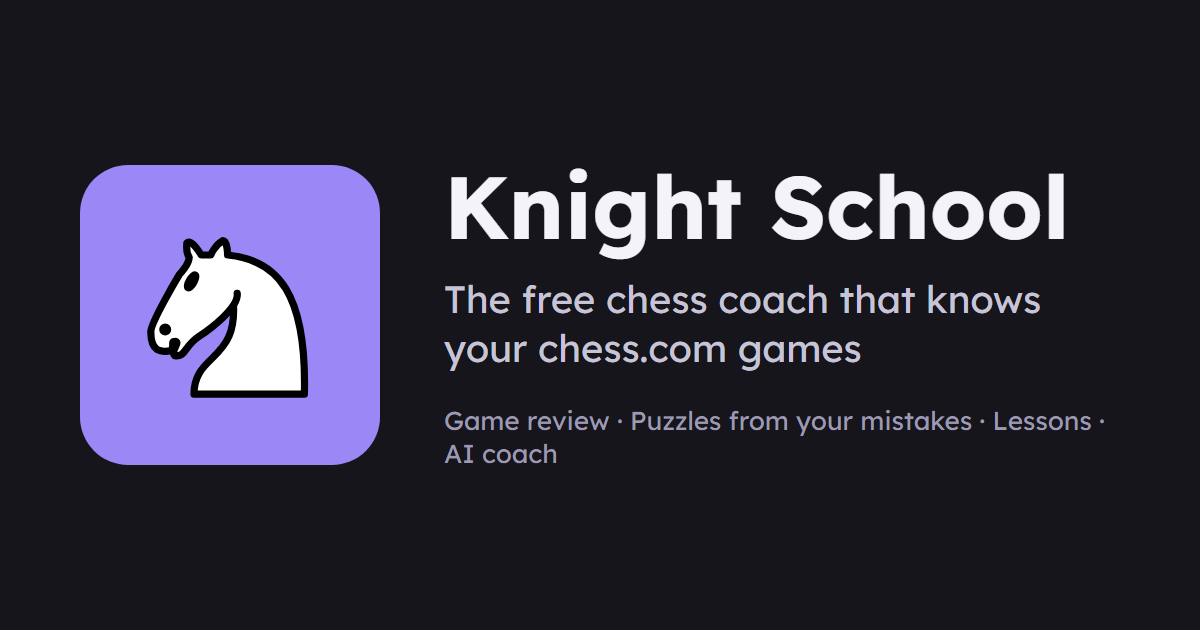 Knight School
The free chess coach that knows
your chess.com games
Game review · Puzzles from your mistakes · Lessons ·
AI coach